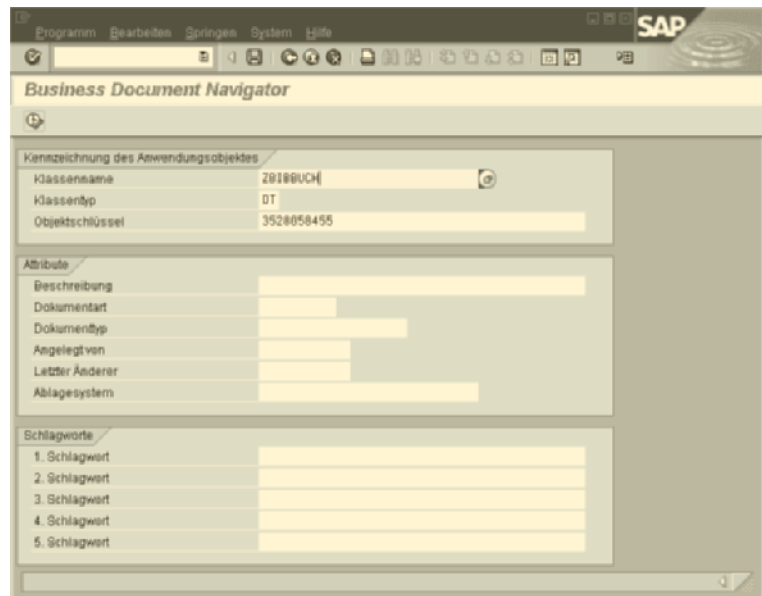 Programm Bearbeiten Springen System Hilfe
SAP
Business Document Navigator
Kennzeichnung des Anwendungsobjektes
Klassenname ZBIBBUCH
Klassentyp DT
Objektschlüssel 3528058455
Attribute
Beschreibung
Dokumentart
Dokumenttyp
Angelegt von
Letzter Änderer
Ablagesystem
Schlagworte
1. Schlagwort
2. Schlagwort
3. Schlagwort
4. Schlagwort
5. Schlagwort